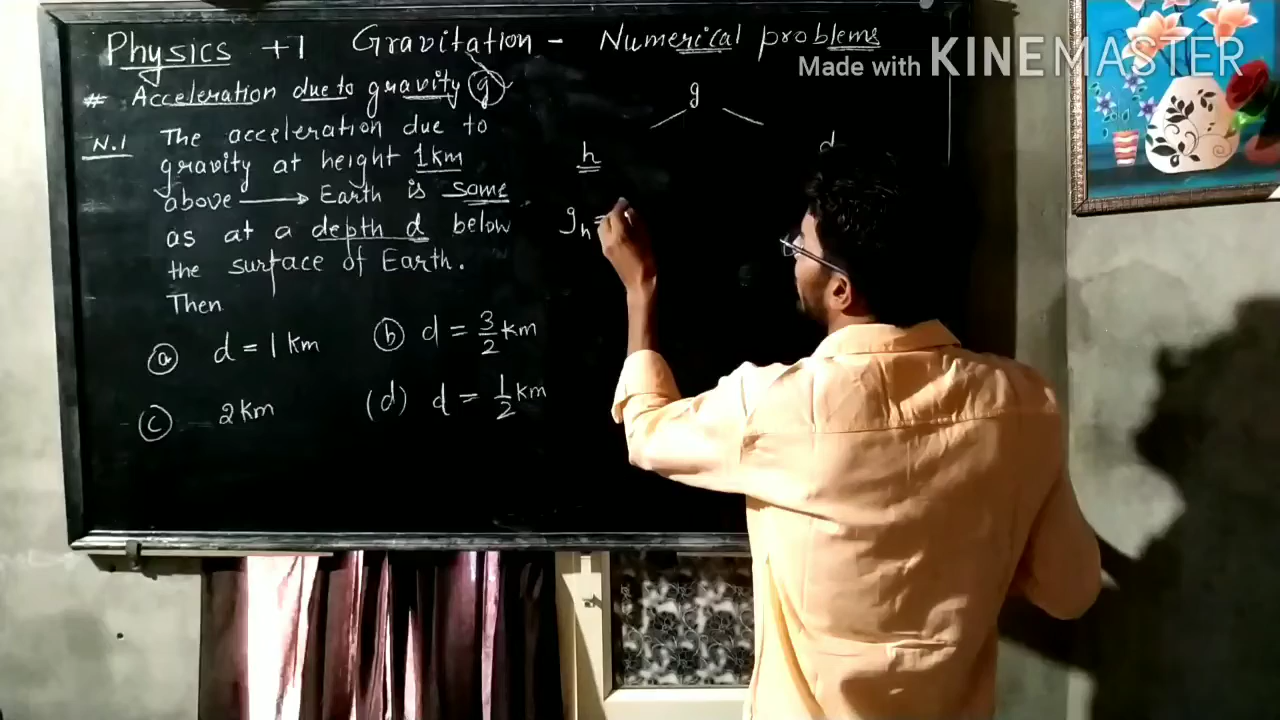 Physics +1 Gravitation - Numerical problems
Made with KINEMASTER
# Acceleration due to gravity g
g
N.1 The acceleration due to
gravity at height 1km
above → Earth is same
as at a depth d below
the surface of Earth.
Then
h
d
gh =
(a) d = 1 km
(b) d = 3/2 km
(c) 2 km
(d) d = 1/2 km